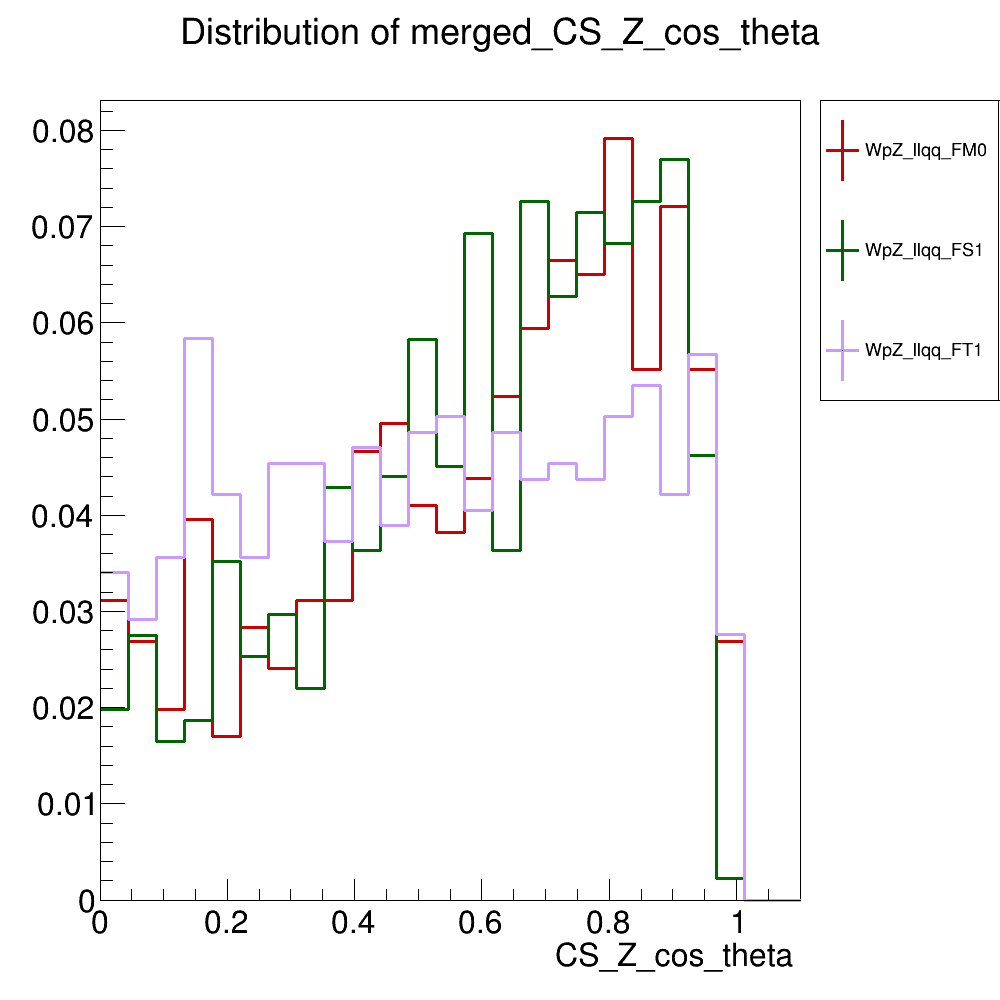 Distribution of merged_CS_Z_cos_theta
0.08
0.07
0.06
0.05
0.04
0.03
0.02
0.01
0
0 0.2 0.4 0.6 0.8 1
CS_Z_cos_theta
WpZ_llqq_FM0
WpZ_llqq_FS1
WpZ_llqq_FT1